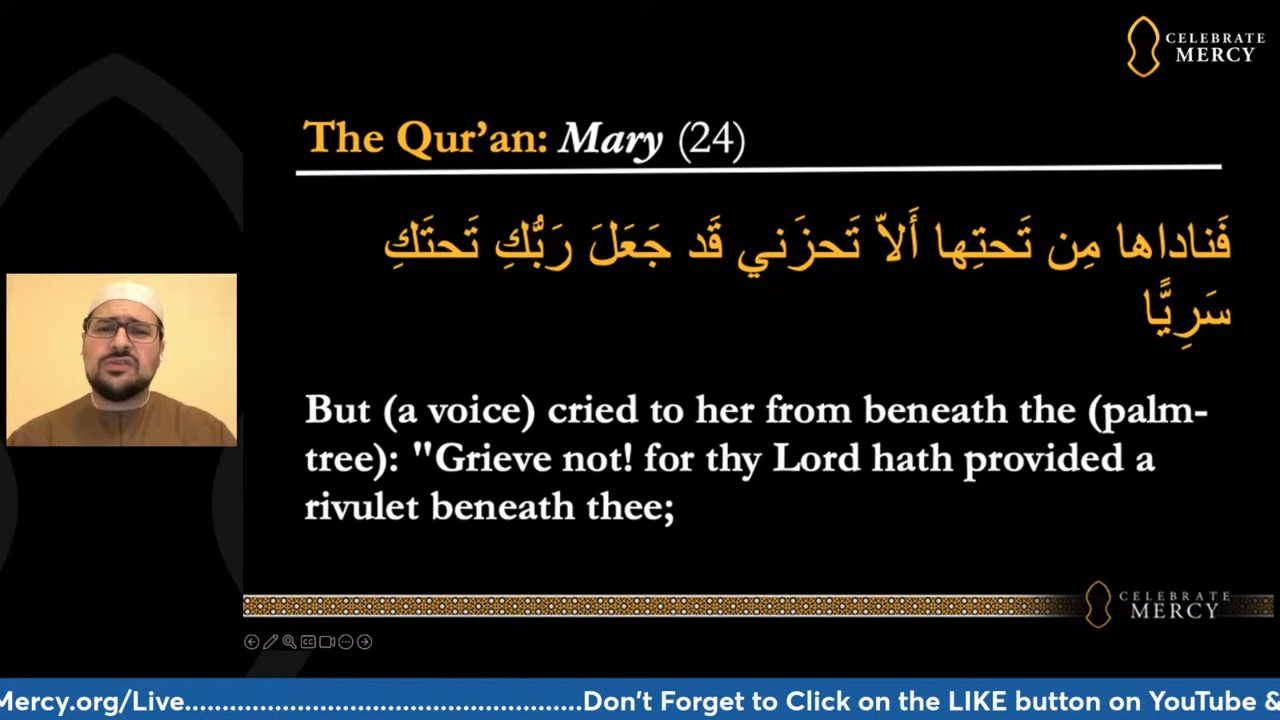 CELEBRATE
MERCY
The Qur’an: Mary (24)
فَناداها مِن تَحتِها أَلّا تَحزَني قَد جَعَلَ رَبُّكِ تَحتَكِ
سَرِيًّا
But (a voice) cried to her from beneath the (palm-
tree): "Grieve not! for thy Lord hath provided a
rivulet beneath thee;
CELEBRATE
MERCY
CC
Mercy.org/Live......................................................Don’t Forget to Click on the LIKE button on YouTube &